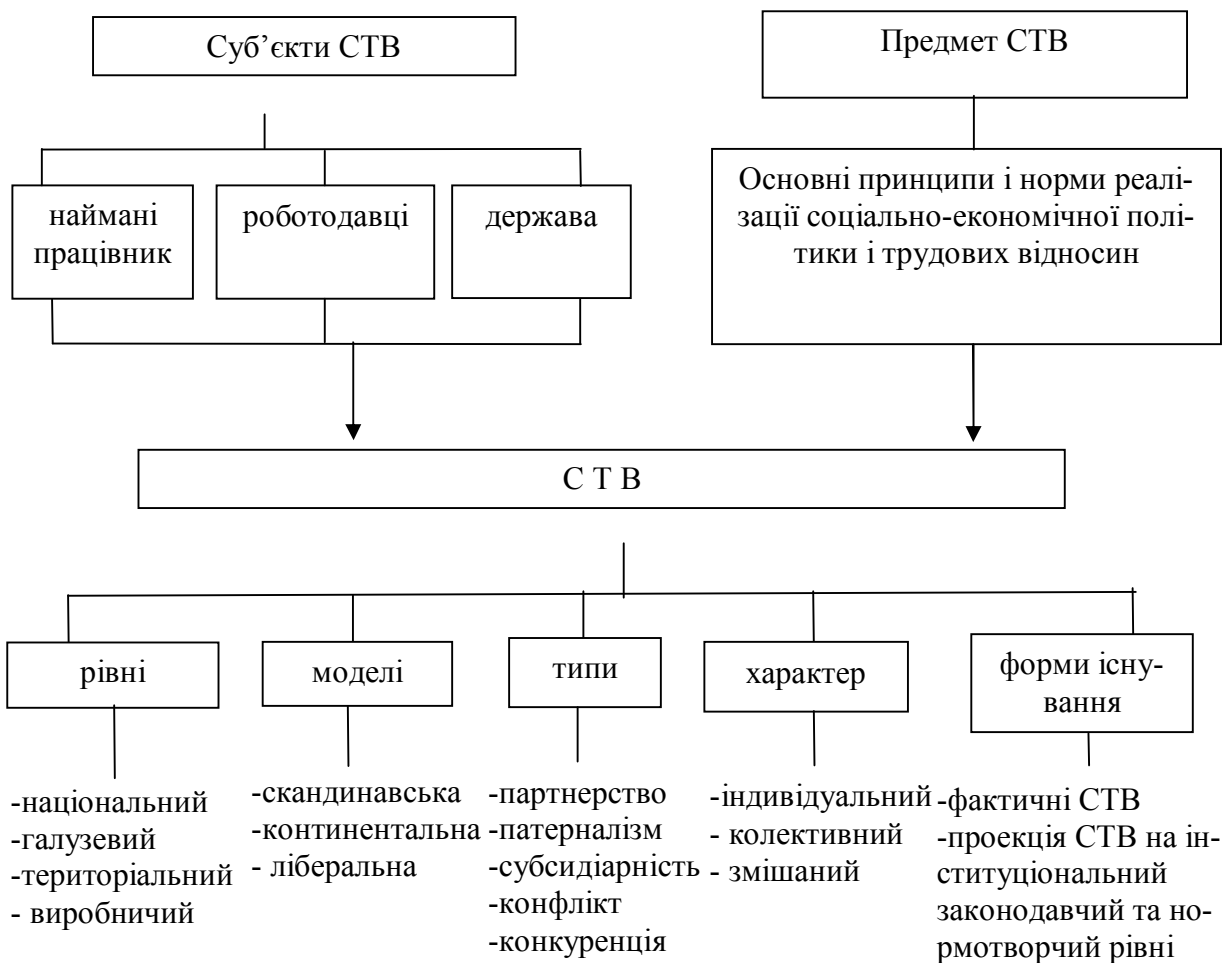 Суб’єкти СТВ
Предмет СТВ
наймані
працівник
роботодавці
держава
Основні принципи і норми реалі-
зації соціально-економічної полі-
тики і трудових відносин
С Т В
рівні
моделі
типи
характер
форми існу-
вання
-національний
-галузевий
-територіальний
- виробничий
-скандинавська
-континентальна
- ліберальна
-партнерство
-патерналізм
-субсидіарність
-конфлікт
-конкуренція
-індивідуальний
- колективний
- змішаний
-фактичні СТВ
-проекція СТВ на ін-
ституціональний
законодавчий та но-
рмотворчий рівні